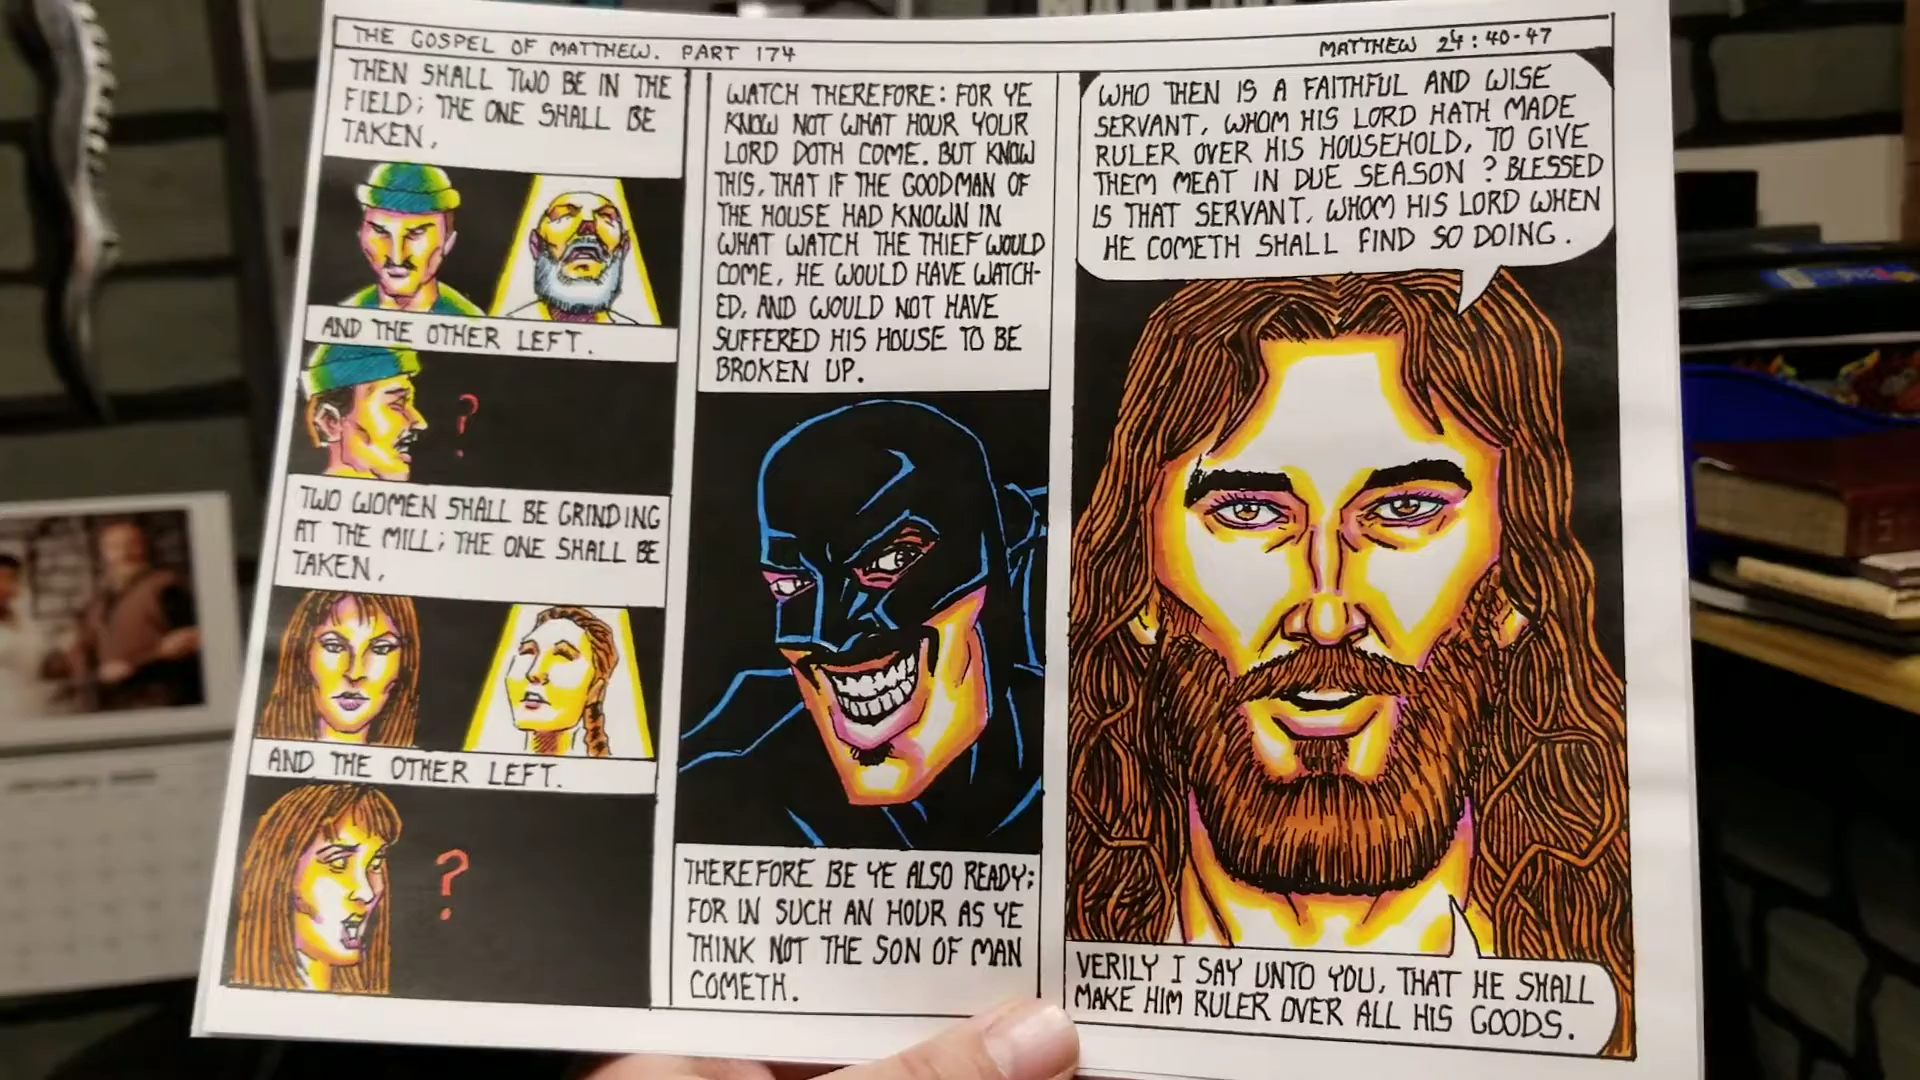 THE GOSPEL OF MATTHEW. PART 174
MATTHEW 24:40-47
THEN SHALL TWO BE IN THE
FIELD; THE ONE SHALL BE
TAKEN,
AND THE OTHER LEFT.
?
TWO WOMEN SHALL BE GRINDING
AT THE MILL; THE ONE SHALL BE
TAKEN,
AND THE OTHER LEFT.
?
WATCH THEREFORE: FOR YE
KNOW NOT WHAT HOUR YOUR
LORD DOTH COME. BUT KNOW
THIS, THAT IF THE GOODMAN OF
THE HOUSE HAD KNOWN IN
WHAT WATCH THE THIEF WOULD
COME, HE WOULD HAVE WATCH-
ED, AND WOULD NOT HAVE
SUFFERED HIS HOUSE TO BE
BROKEN UP.
THEREFORE BE YE ALSO READY:
FOR IN SUCH AN HOUR AS YE
THINK NOT THE SON OF MAN
COMETH.
WHO THEN IS A FAITHFUL AND WISE
SERVANT, WHOM HIS LORD HATH MADE
RULER OVER HIS HOUSEHOLD, TO GIVE
THEM MEAT IN DUE SEASON? BLESSED
IS THAT SERVANT, WHOM HIS LORD WHEN
HE COMETH SHALL FIND SO DOING.
VERILY I SAY UNTO YOU, THAT HE SHALL
MAKE HIM RULER OVER ALL HIS GOODS.